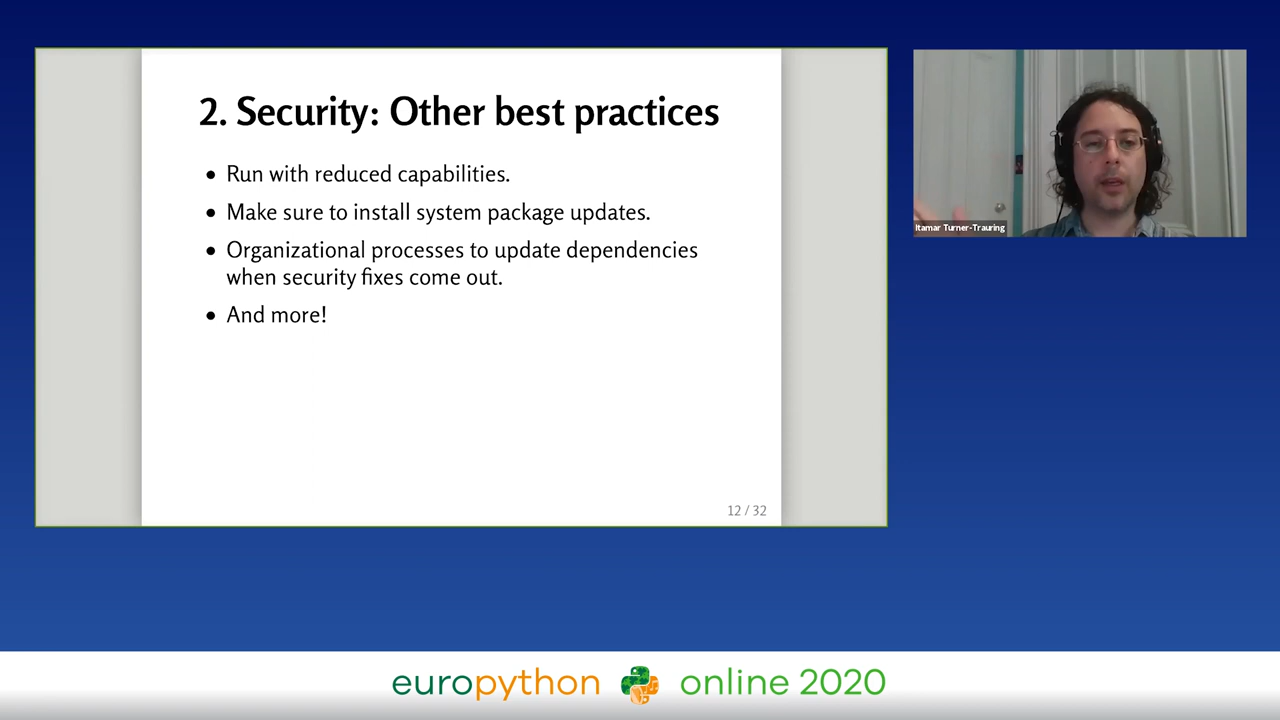 2. Security: Other best practices
• Run with reduced capabilities.
• Make sure to install system package updates.
• Organizational processes to update dependencies
when security fixes come out.
• And more!
12 / 32
Itamar Turner-Trauring
europython online 2020